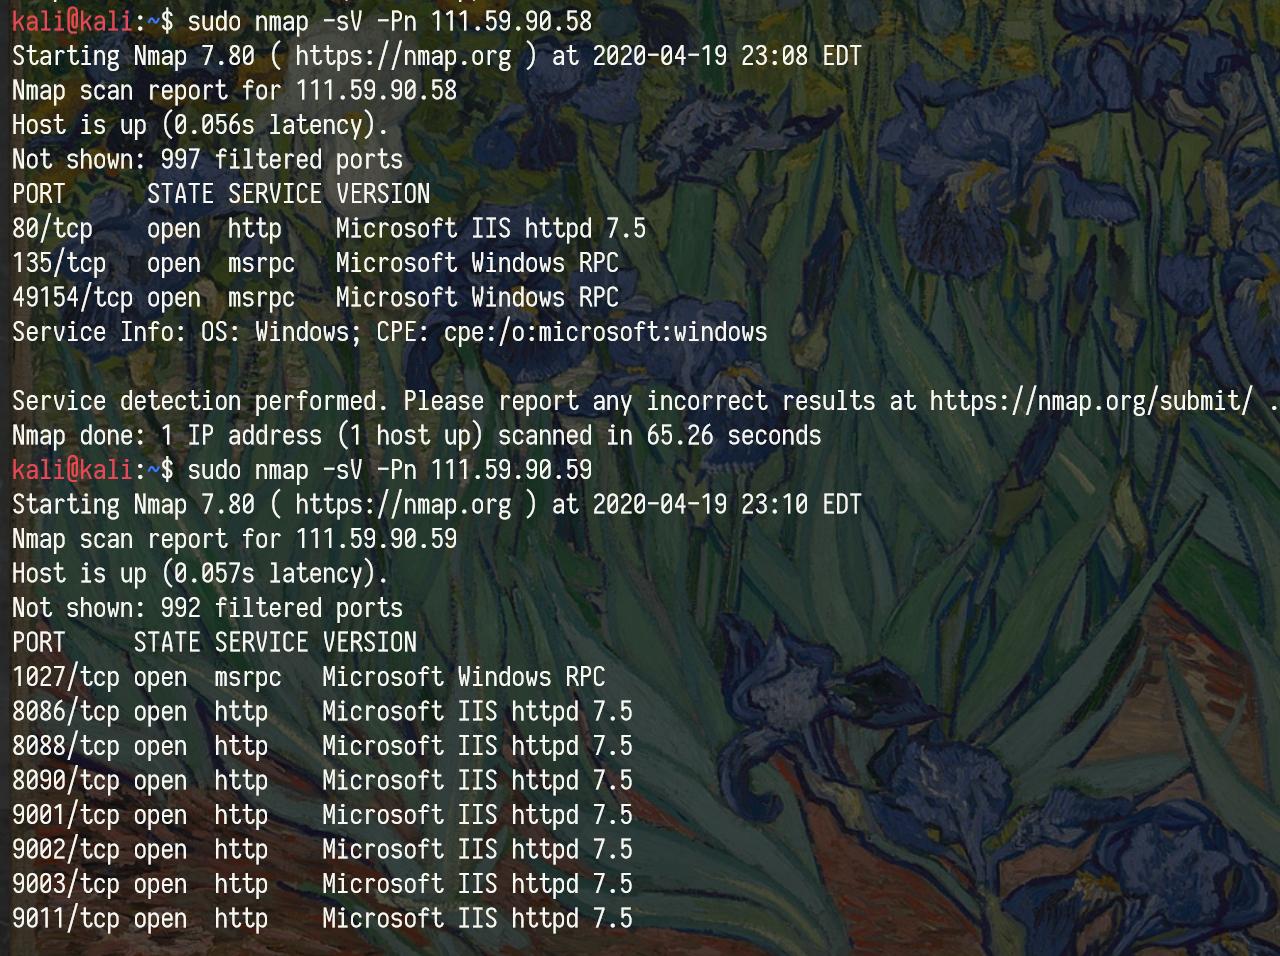 kali@kali:~$ sudo nmap -sV -Pn 111.59.90.58
Starting Nmap 7.80 ( https://nmap.org ) at 2020-04-19 23:08 EDT
Nmap scan report for 111.59.90.58
Host is up (0.056s latency).
Not shown: 997 filtered ports
PORT      STATE SERVICE VERSION
80/tcp    open  http    Microsoft IIS httpd 7.5
135/tcp   open  msrpc   Microsoft Windows RPC
49154/tcp open  msrpc   Microsoft Windows RPC
Service Info: OS: Windows; CPE: cpe:/o:microsoft:windows
Service detection performed. Please report any incorrect results at https://nmap.org/submit/ .
Nmap done: 1 IP address (1 host up) scanned in 65.26 seconds
kali@kali:~$ sudo nmap -sV -Pn 111.59.90.59
Starting Nmap 7.80 ( https://nmap.org ) at 2020-04-19 23:10 EDT
Nmap scan report for 111.59.90.59
Host is up (0.057s latency).
Not shown: 992 filtered ports
PORT     STATE SERVICE VERSION
1027/tcp open  msrpc   Microsoft Windows RPC
8086/tcp open  http    Microsoft IIS httpd 7.5
8088/tcp open  http    Microsoft IIS httpd 7.5
8090/tcp open  http    Microsoft IIS httpd 7.5
9001/tcp open  http    Microsoft IIS httpd 7.5
9002/tcp open  http    Microsoft IIS httpd 7.5
9003/tcp open  http    Microsoft IIS httpd 7.5
9011/tcp open  http    Microsoft IIS httpd 7.5